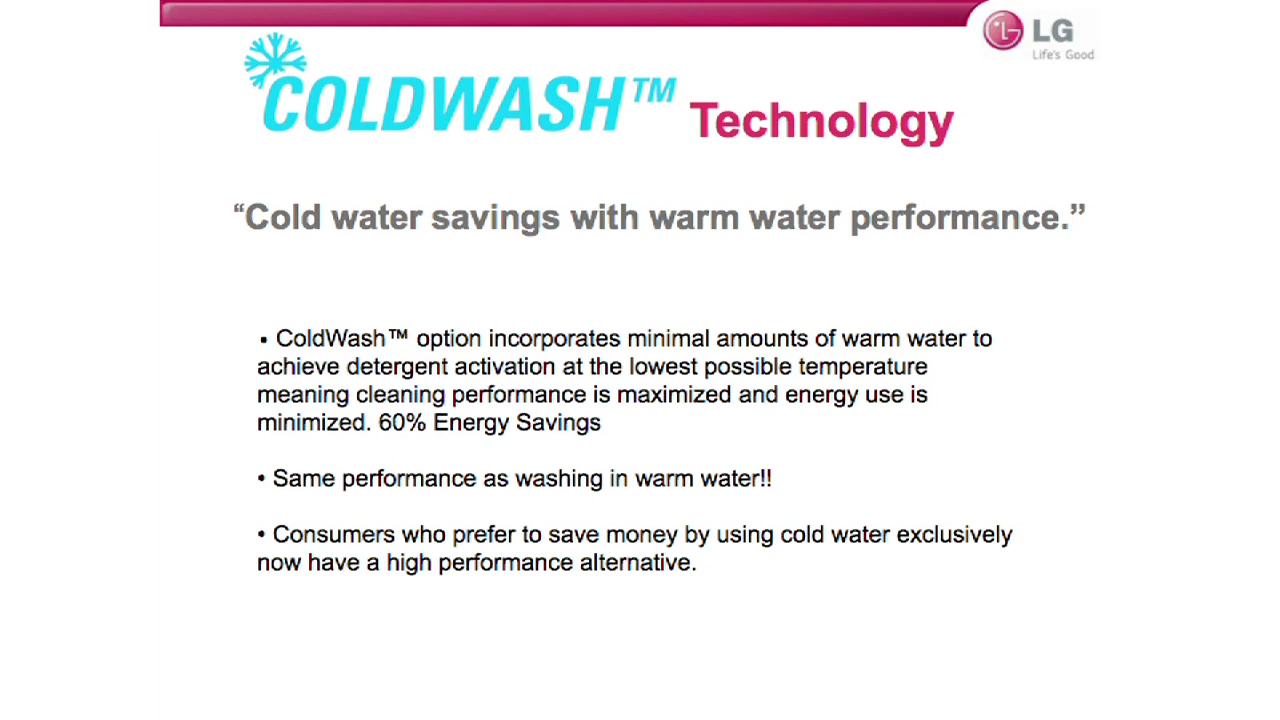 LG
Life's Good
COLDWASH™ Technology
“Cold water savings with warm water performance.”
▪ ColdWash™ option incorporates minimal amounts of warm water to
achieve detergent activation at the lowest possible temperature
meaning cleaning performance is maximized and energy use is
minimized. 60% Energy Savings
• Same performance as washing in warm water!!
• Consumers who prefer to save money by using cold water exclusively
now have a high performance alternative.